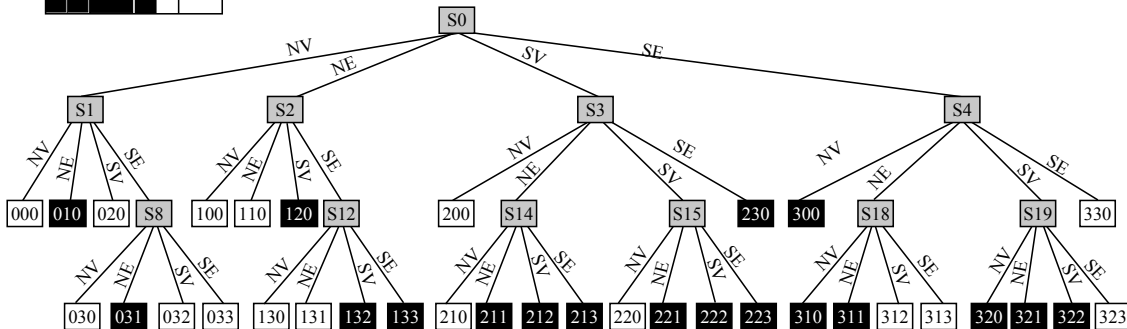 S0
NV NE SV SE
S1 S2 S3 S4
NV NE SV SE NV NE SV SE NV NE SV SE NV NE SV SE
000 010 020 S8 100 110 120 S12 200 S14 S15 230 300 S18 S19 330
NV NE SV SE NV NE SV SE NV NE SV SE NV NE SV SE NV NE SV SE NV NE SV SE
030 031 032 033 130 131 132 133 210 211 212 213 220 221 222 223 310 311 312 313 320 321 322 323